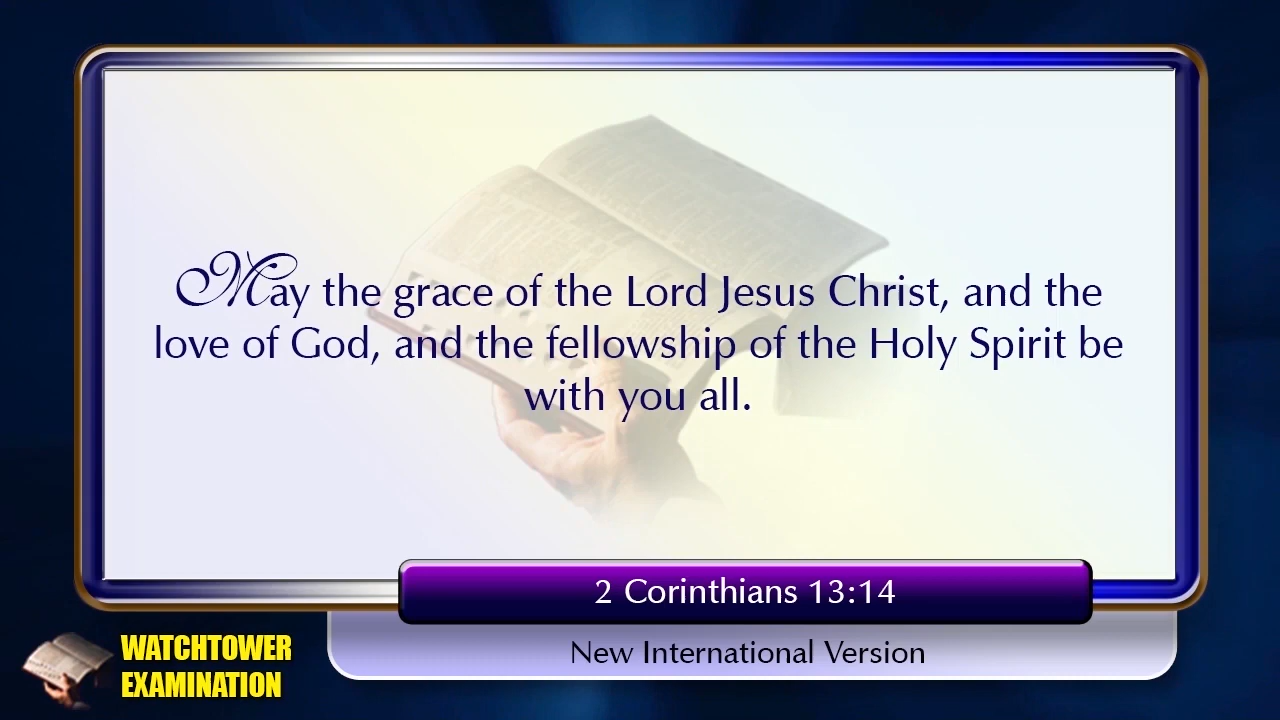 May the grace of the Lord Jesus Christ, and the
love of God, and the fellowship of the Holy Spirit be
with you all.
2 Corinthians 13:14
New International Version
WATCHTOWER
EXAMINATION